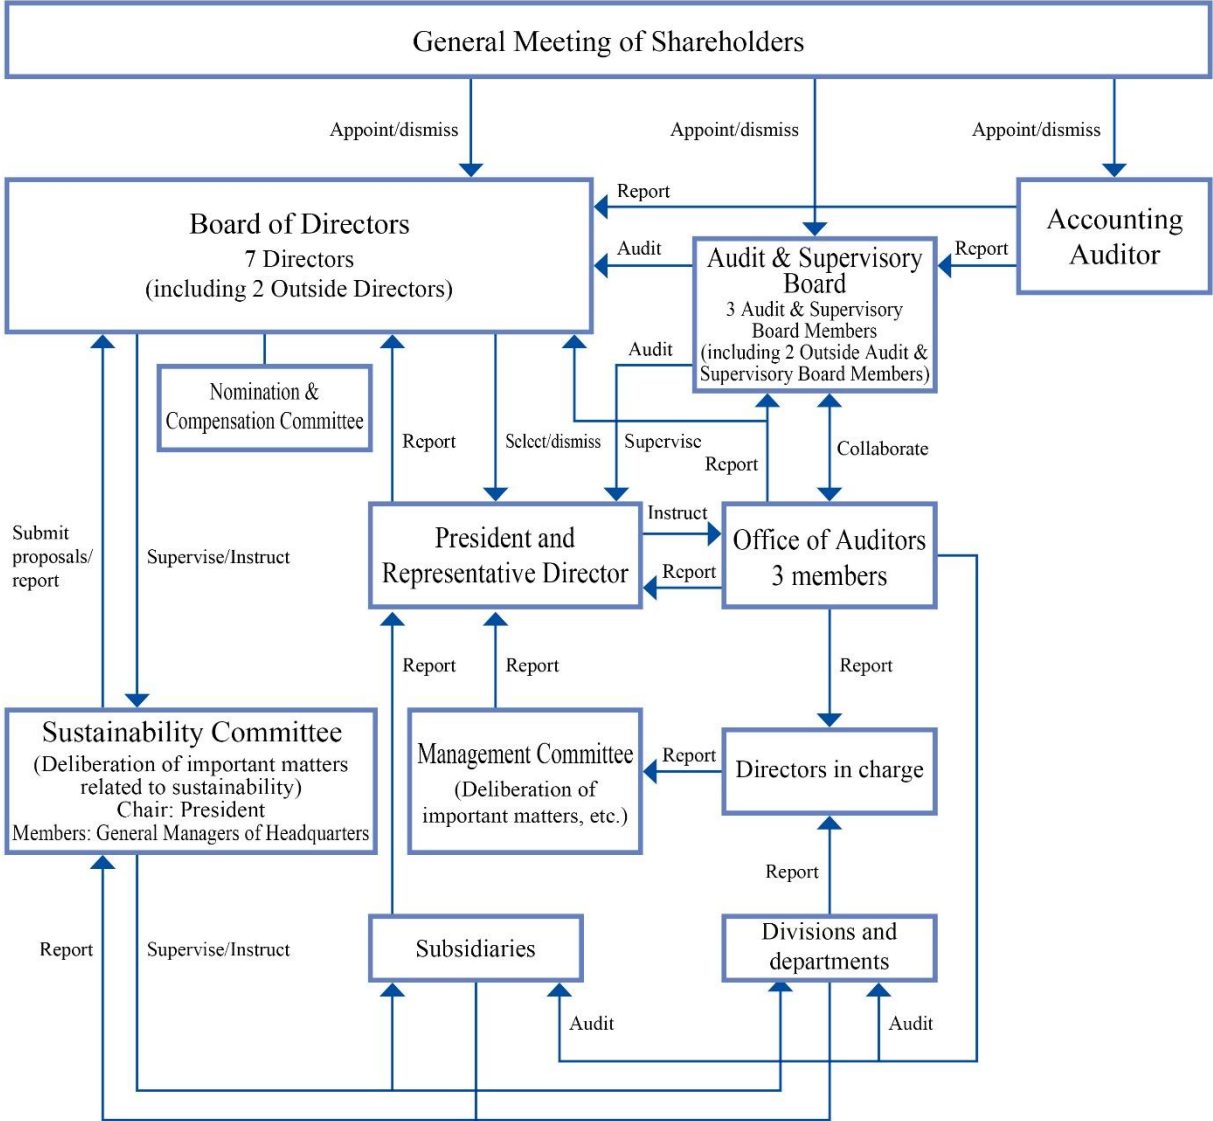 General Meeting of Shareholders
Appoint/dismiss
Appoint/dismiss
Appoint/dismiss
Board of Directors
7 Directors
(including 2 Outside Directors)
Report
Audit
Audit & Supervisory
Board
3 Audit & Supervisory
Board Members
(including 2 Outside Audit &
Supervisory Board Members)
Report
Accounting
Auditor
Nomination &
Compensation Committee
Audit
Report
Select/dismiss
Supervise
Report
Collaborate
Submit
proposals/
report
Supervise/Instruct
President and
Representative Director
Instruct
Report
Office of Auditors
3 members
Report
Report
Report
Sustainability Committee
(Deliberation of important matters
related to sustainability)
Chair: President
Members: General Managers of Headquarters
Management Committee
(Deliberation of
important matters, etc.)
Report
Directors in charge
Report
Report
Supervise/Instruct
Subsidiaries
Divisions and
departments
Audit
Audit